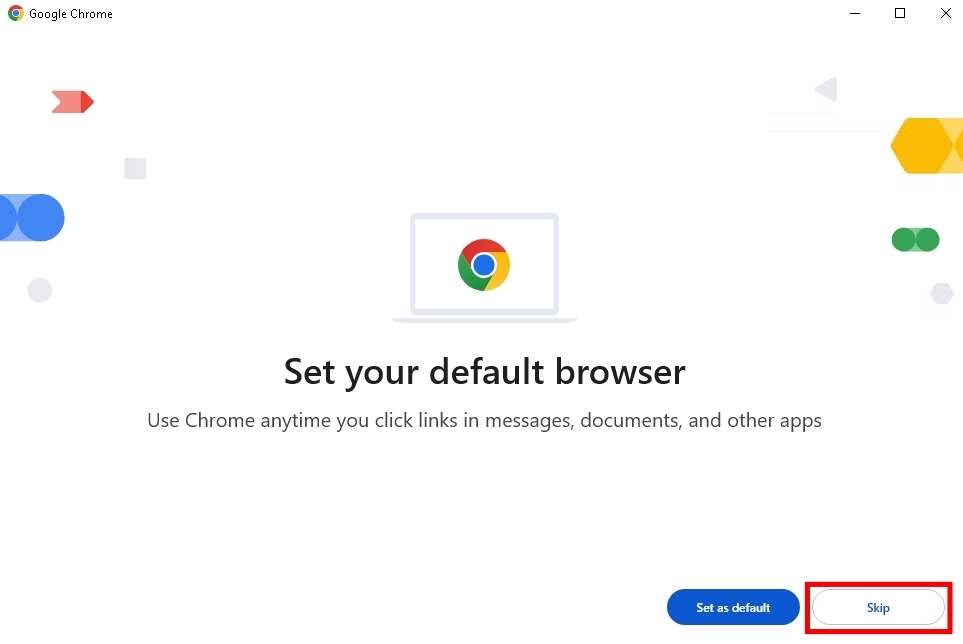 Google Chrome
Set your default browser
Use Chrome anytime you click links in messages, documents, and other apps
Set as default
Skip